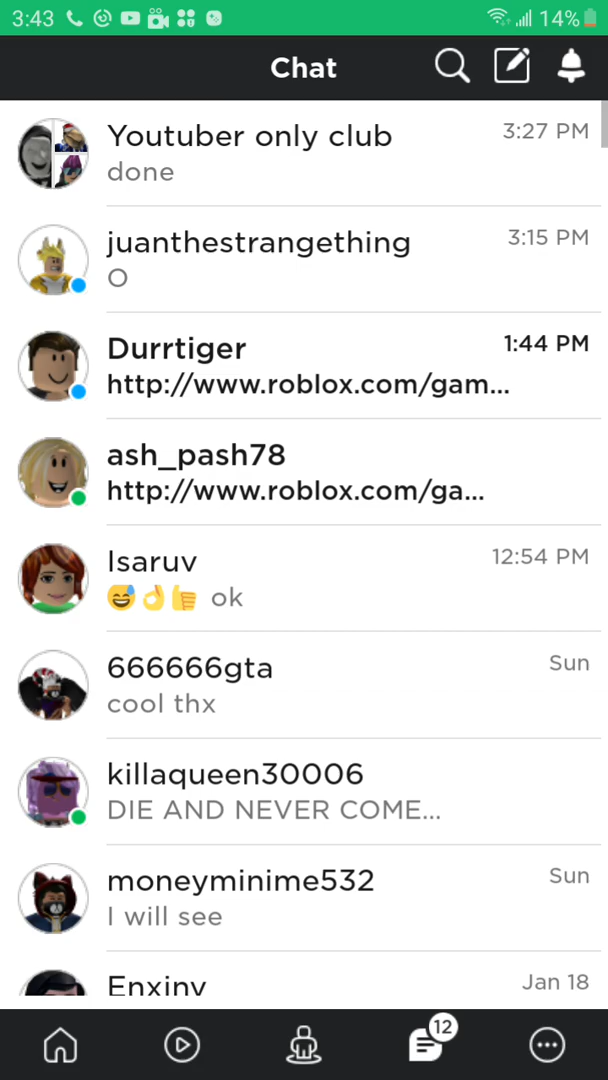 3:43 14%
Chat
Youtuber only club 3:27 PM
done
juanthestrangething 3:15 PM
O
Durrtiger 1:44 PM
http://www.roblox.com/gam...
ash_pash78
http://www.roblox.com/ga...
Isaruv 12:54 PM
😅👌👍 ok
666666gta Sun
cool thx
killaqueen30006
DIE AND NEVER COME...
moneyminime532 Sun
I will see
Enxinv Jan 18
12